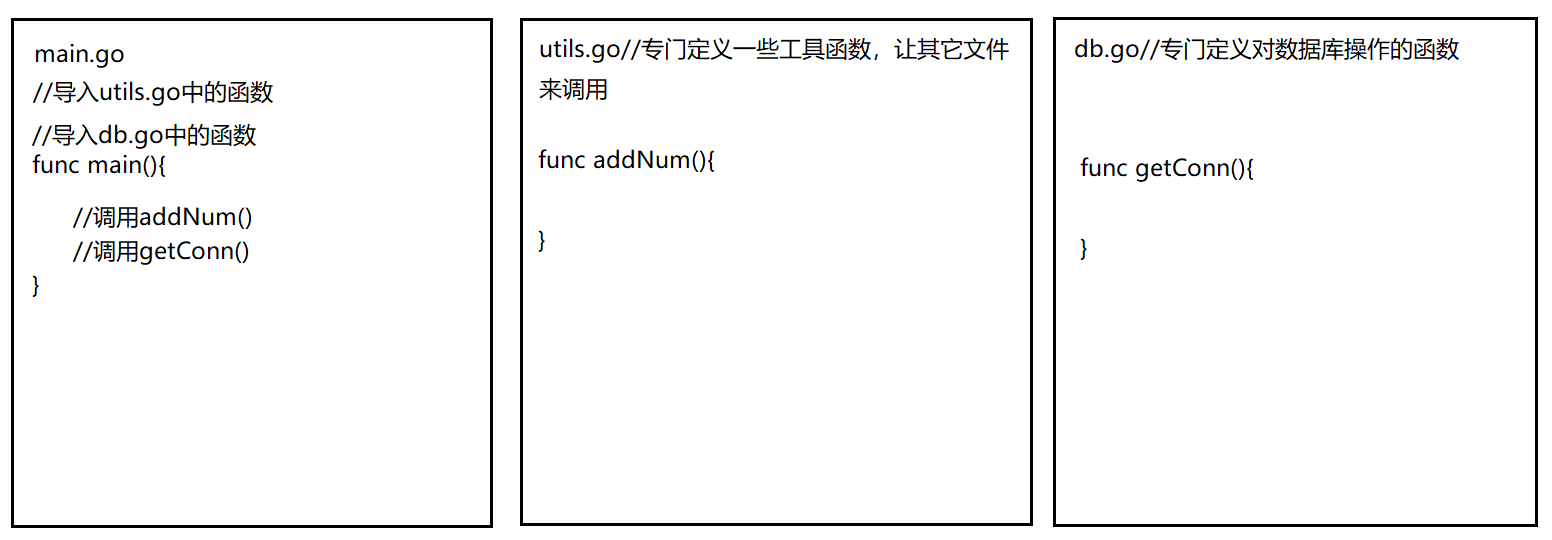 main.go
//导入utils.go中的函数
//导入db.go中的函数
func main(){
//调用addNum()
//调用getConn()
}
utils.go//专门定义一些工具函数，让其它文件
来调用
func addNum(){
}
db.go//专门定义对数据库操作的函数
func getConn(){
}